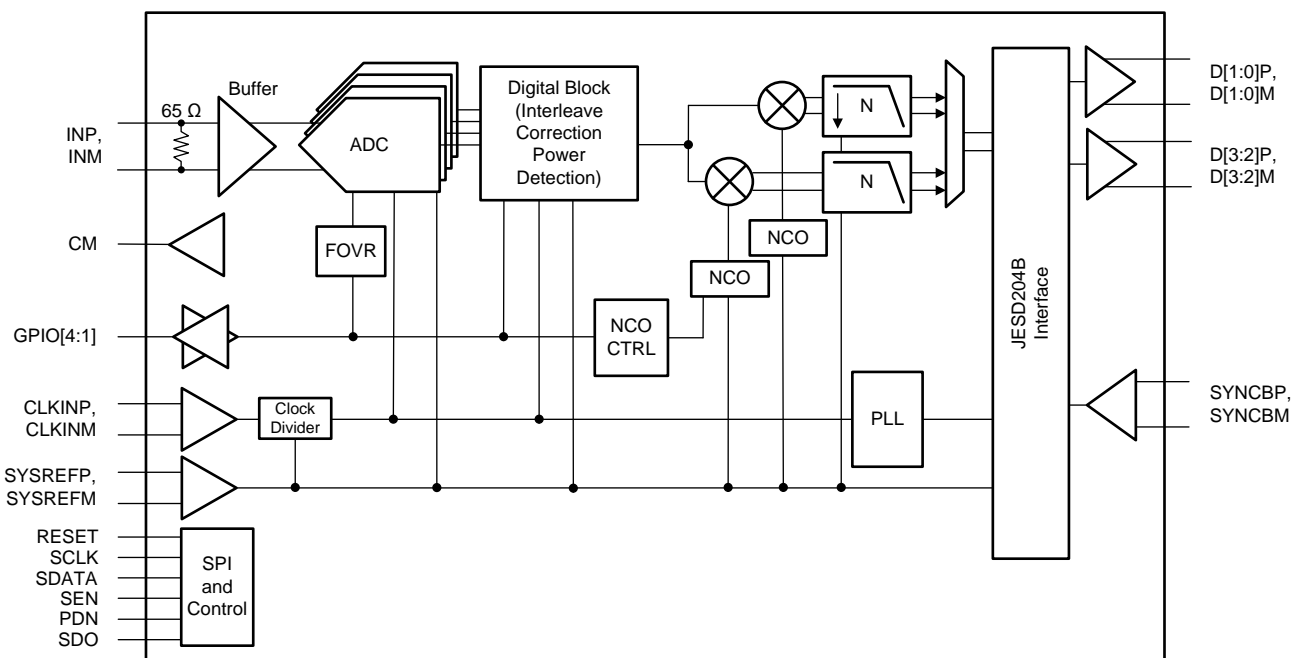 Buffer
65 Ω
INP,
INM
ADC
Digital Block
(Interleave
Correction
Power
Detection)
N
N
D[1:0]P,
D[1:0]M
D[3:2]P,
D[3:2]M
CM
FOVR
NCO
NCO
GPIO[4:1]
NCO
CTRL
JESD204B
Interface
CLKINP,
CLKINM
Clock
Divider
PLL
SYNCBP,
SYNCBM
SYSREFP,
SYSREFM
RESET
SCLK
SDATA
SEN
PDN
SDO
SPI
and
Control